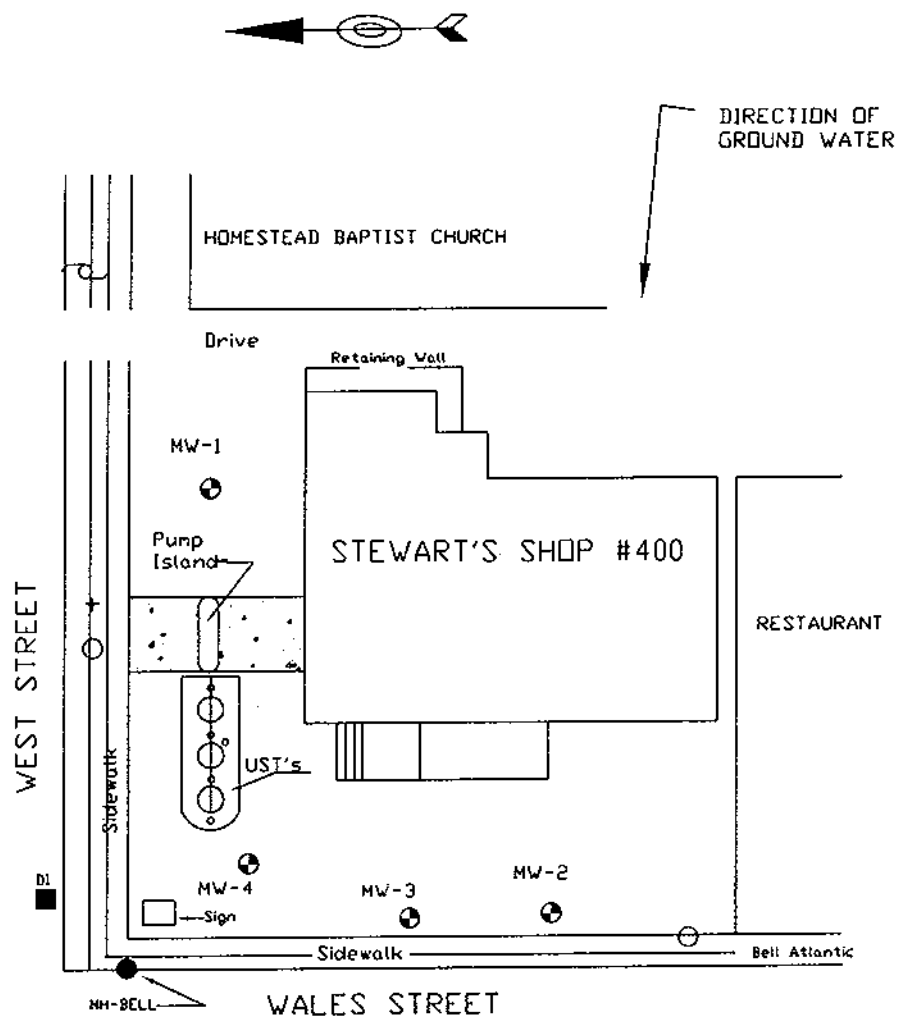 DIRECTION OF
GROUND WATER
HOMESTEAD BAPTIST CHURCH
Drive
Retaining Wall
MW-1
Pump
Island
STEWART'S SHOP #400
RESTAURANT
WEST STREET
Sidewalk
UST's
D1
MW-4
MW-3
MW-2
Sign
Sidewalk
Bell Atlantic
MH-BELL
WALES STREET